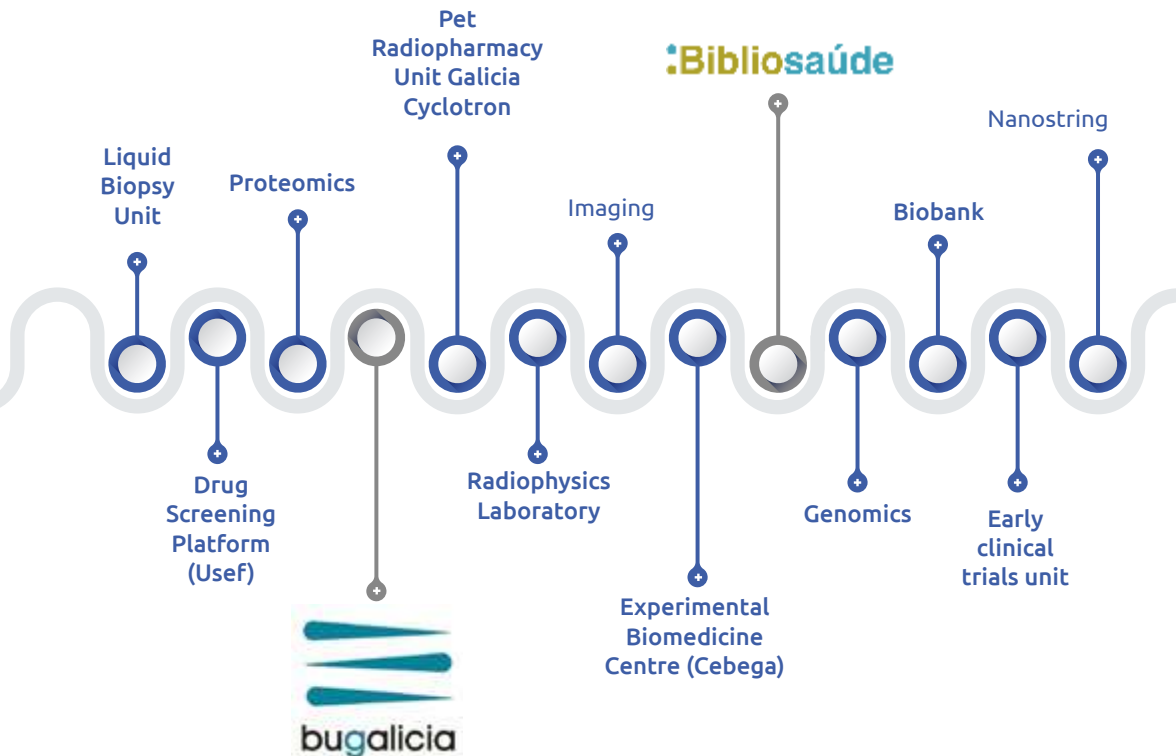 Pet
Radiopharmacy
Unit Galicia
Cyclotron
:Bibliosaúde
Nanostring
Liquid
Biopsy
Unit
Proteomics
Imaging
Biobank
Drug
Screening
Platform
(Usef)
Radiophysics
Laboratory
Genomics
Early
clinical
trials unit
Experimental
Biomedicine
Centre (Cebega)
bugalicia